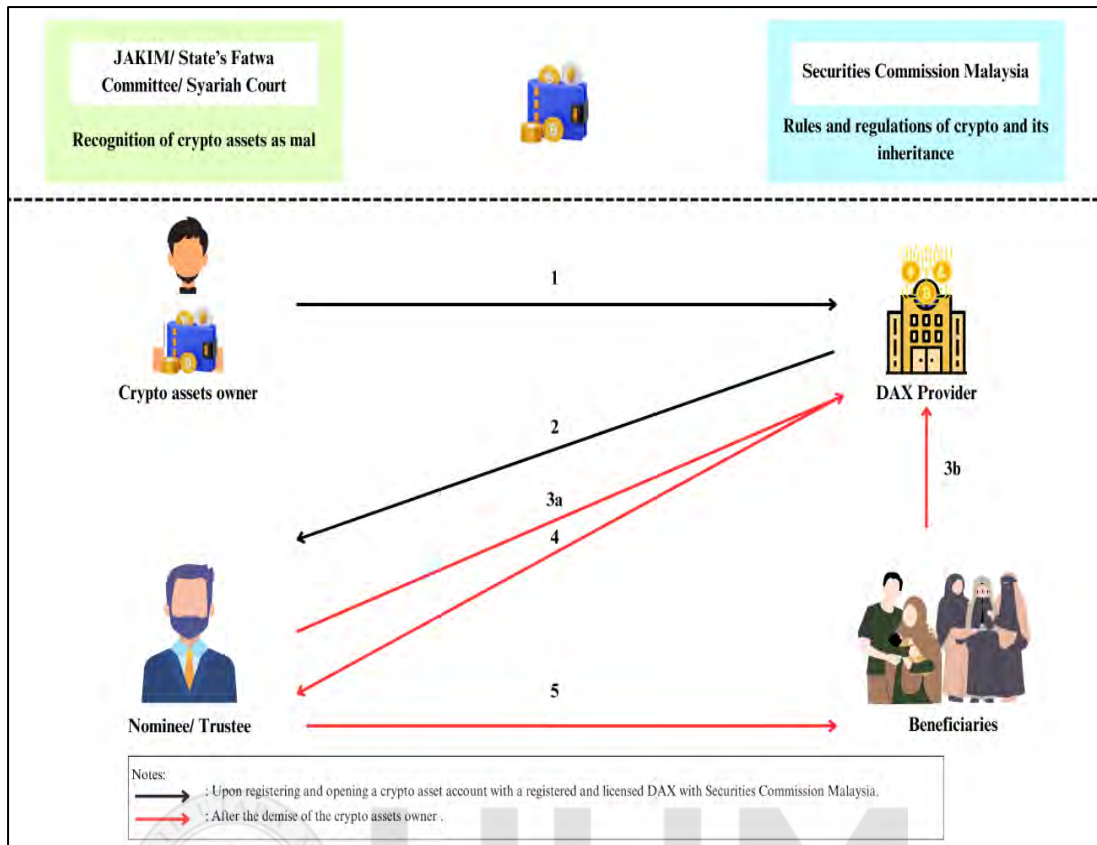 JAKIM/ State's Fatwa
Committee/ Syariah Court
Recognition of crypto assets as mal
Securities Commission Malaysia
Rules and regulations of crypto and its
inheritance
1
Crypto assets owner
DAX Provider
2
3a
3b
4
5
Nominee/ Trustee
Beneficiaries
Notes:
: Upon registering and opening a crypto asset account with a registered and licensed DAX with Securities Commission Malaysia.
: After the demise of the crypto assets owner .